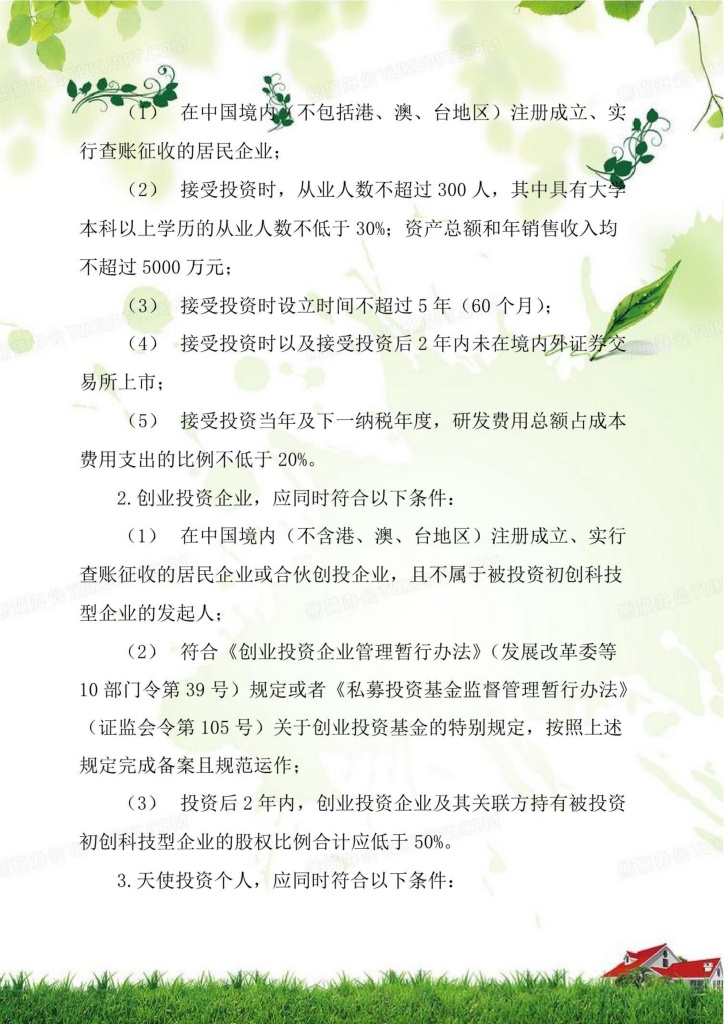 （1） 在中国境内（不包括港、澳、台地区）注册成立、实
行查账征收的居民企业；
（2） 接受投资时，从业人数不超过 300 人，其中具有大学
本科以上学历的从业人数不低于 30%；资产总额和年销售收入均
不超过 5000 万元；
（3） 接受投资时设立时间不超过 5 年（60 个月）；
（4） 接受投资时以及接受投资后 2 年内未在境内外证券交
易所上市；
（5） 接受投资当年及下一纳税年度，研发费用总额占成本
费用支出的比例不低于 20%。
2.创业投资企业，应同时符合以下条件：
（1） 在中国境内（不含港、澳、台地区）注册成立、实行
查账征收的居民企业或合伙创投企业，且不属于被投资初创科技
型企业的发起人；
（2） 符合《创业投资企业管理暂行办法》（发展改革委等
10 部门令第 39 号）规定或者《私募投资基金监督管理暂行办法》
（证监会令第 105 号）关于创业投资基金的特别规定，按照上述
规定完成备案且规范运作；
（3） 投资后 2 年内，创业投资企业及其关联方持有被投资
初创科技型企业的股权比例合计应低于 50%。
3.天使投资个人，应同时符合以下条件：